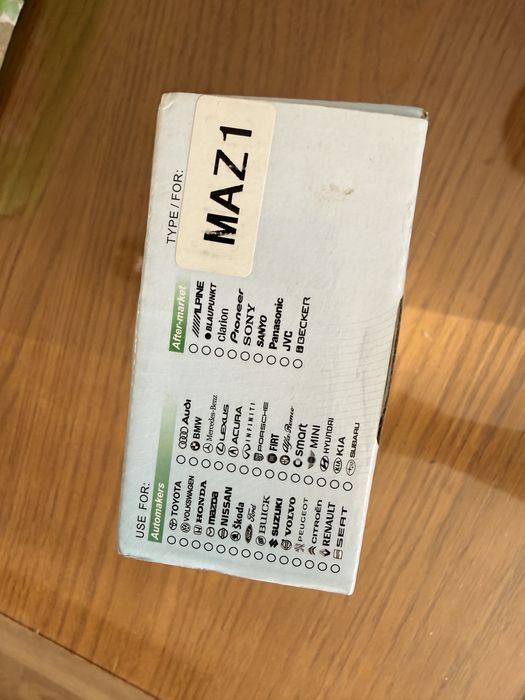 USE FOR:
Automakers
TOYOTA
VOLKSWAGEN
HONDA
mazda
NISSAN
Škoda
Ford
BUICK
SUZUKI
VOLVO
PEUGEOT
CITROËN
RENAULT
SEAT
Audi
BMW
Mercedes-Benz
LEXUS
ACURA
INFINITI
PORSCHE
FIAT
Alfa Romeo
smart
MINI
HYUNDAI
KIA
SUBARU
After-market
ALPINE
BLAUPUNKT
clarion
Pioneer
SONY
SANYO
Panasonic
JVC
BECKER
TYPE / FOR:
MAZ1